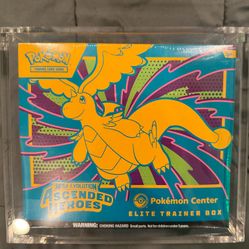 Pokémon
TRADING CARD GAME
MEGA EVOLUTION
ASCENDED
HEROES
Pokémon Center
ELITE TRAINER BOX
WARNING: CHOKING HAZARD - Small parts. Not for children under 3 years.